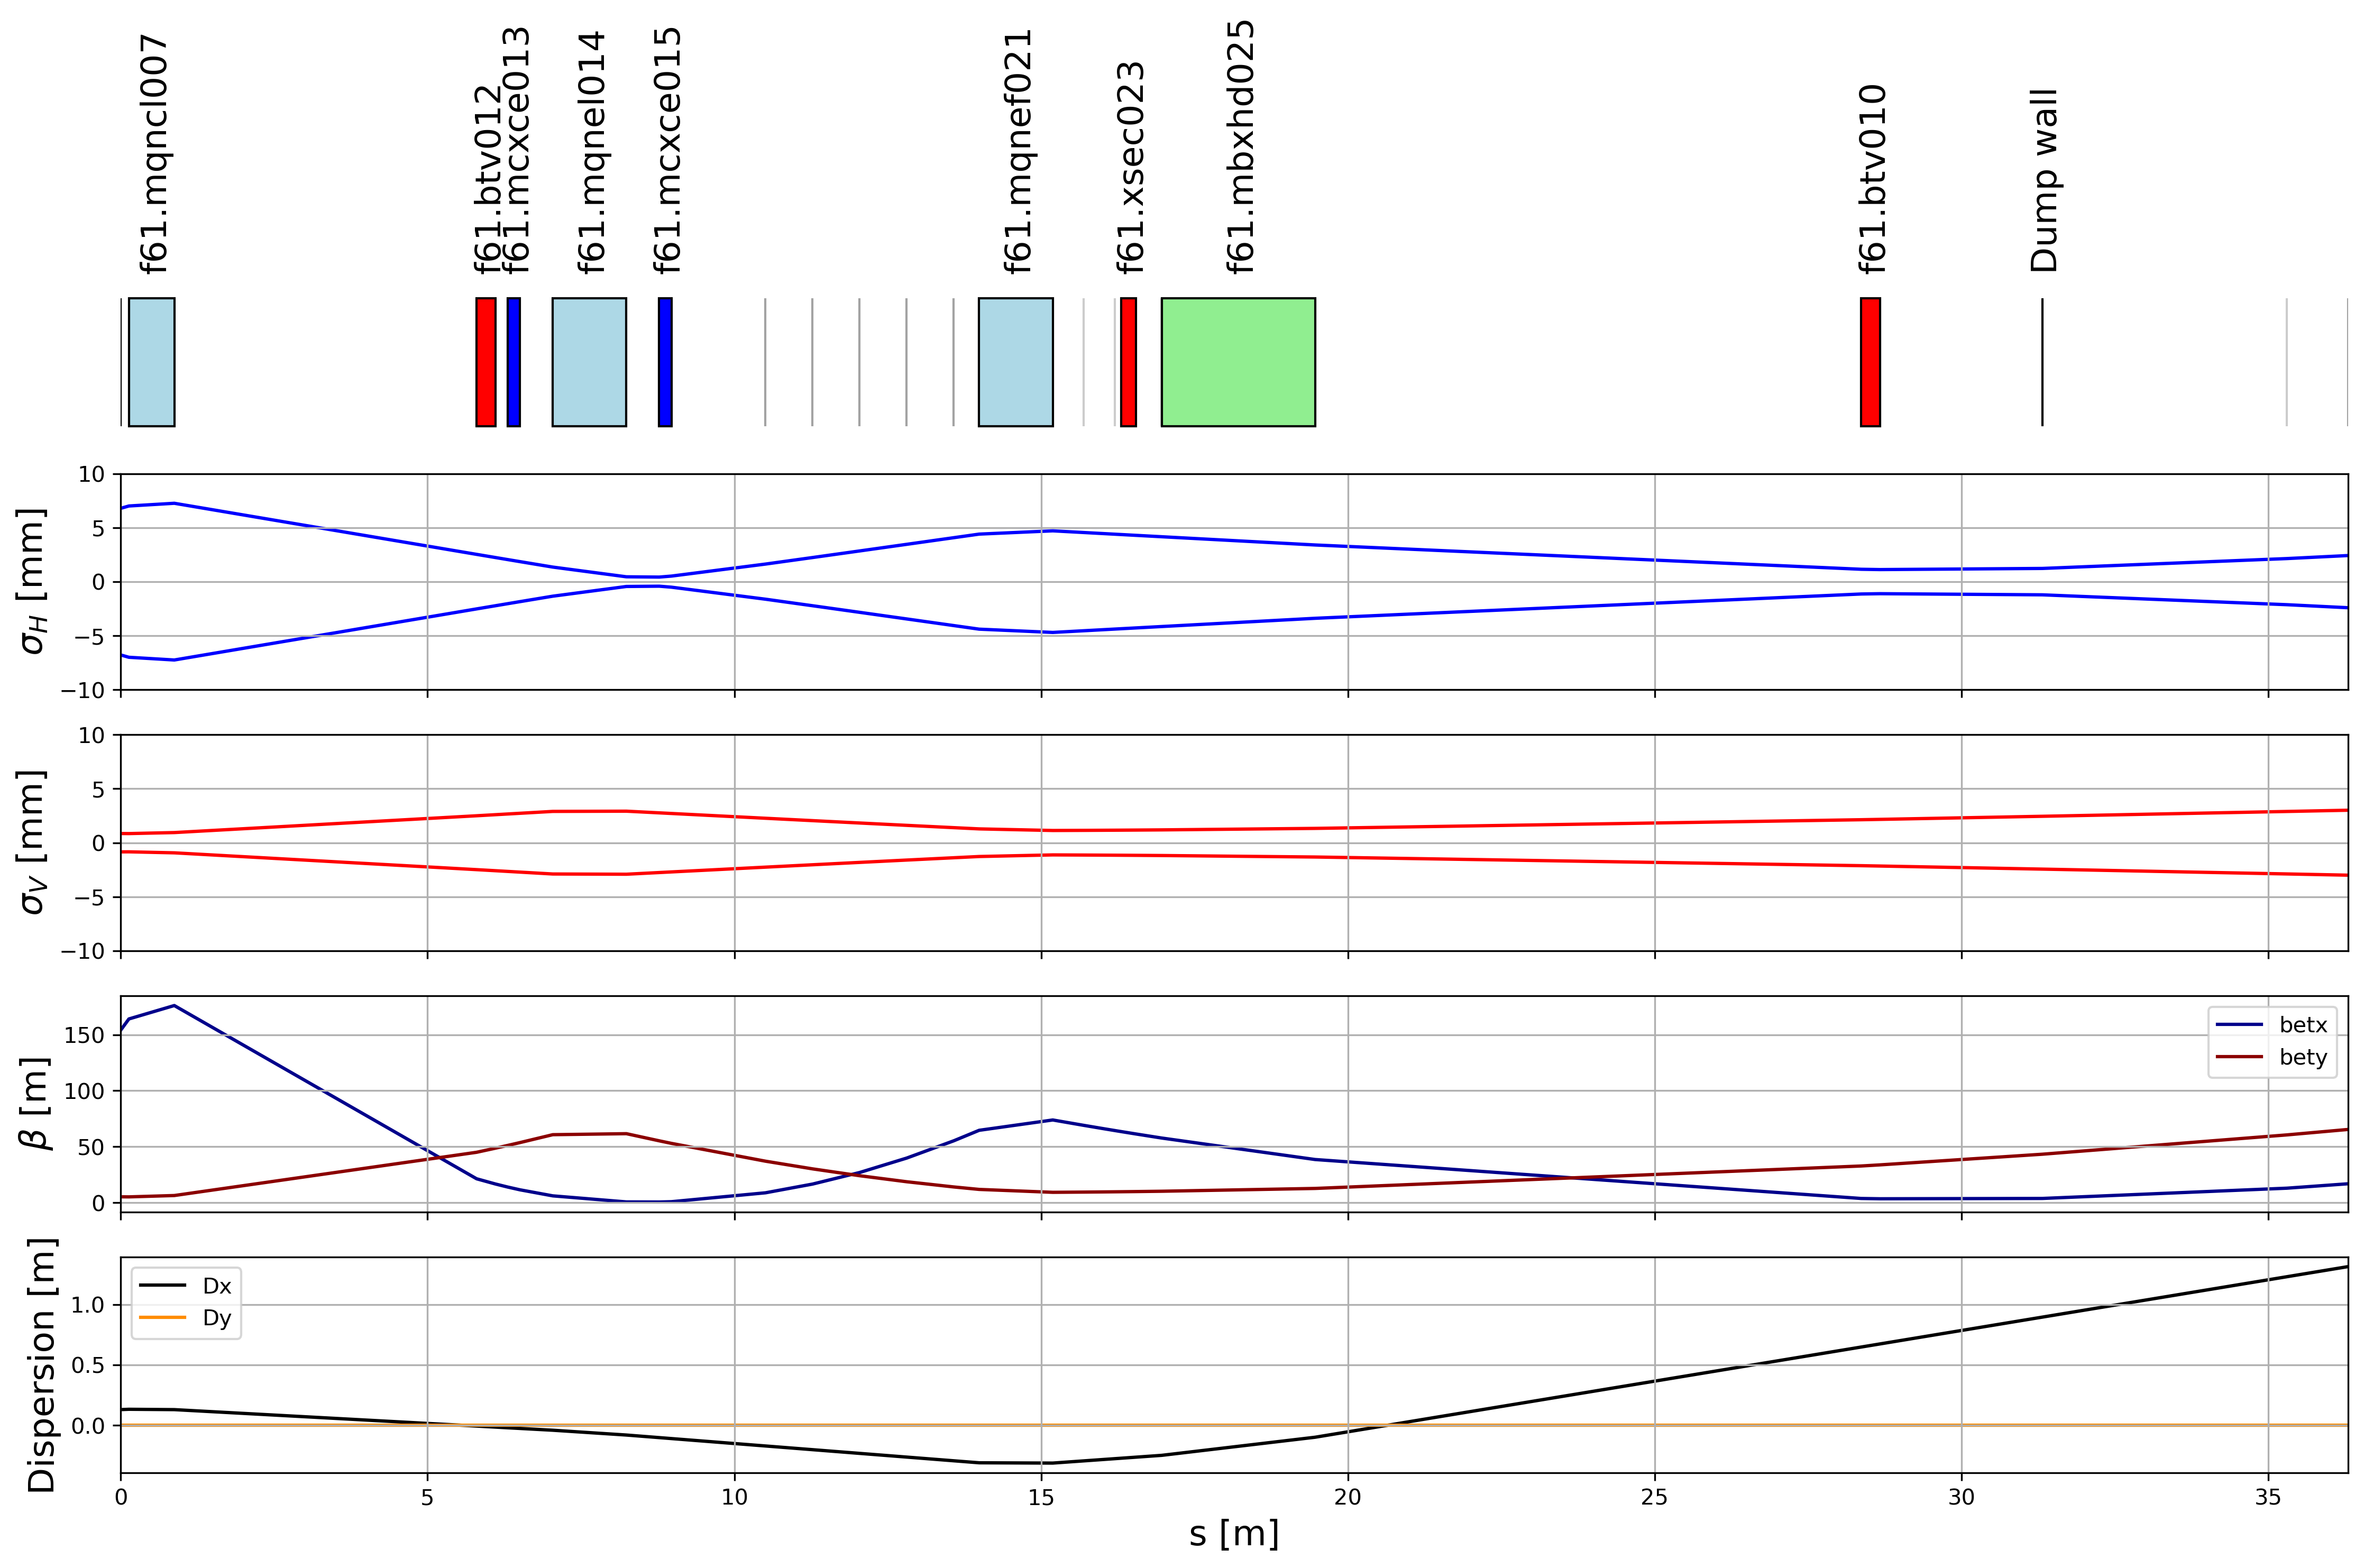 f61.mqncl007
f61.btv012
f61.mcxce013
f61.mqnel014
f61.mcxce015
f61.mqnef021
f61.xsec023
f61.mbxhd025
f61.btv010
Dump wall
10
5
0
−5
−10
σH [mm]
10
5
0
−5
−10
σV [mm]
150
100
50
0
β [m]
betx
bety
1.0
0.5
0.0
Dispersion [m]
Dx
Dy
0 5 10 15 20 25 30 35
s [m]